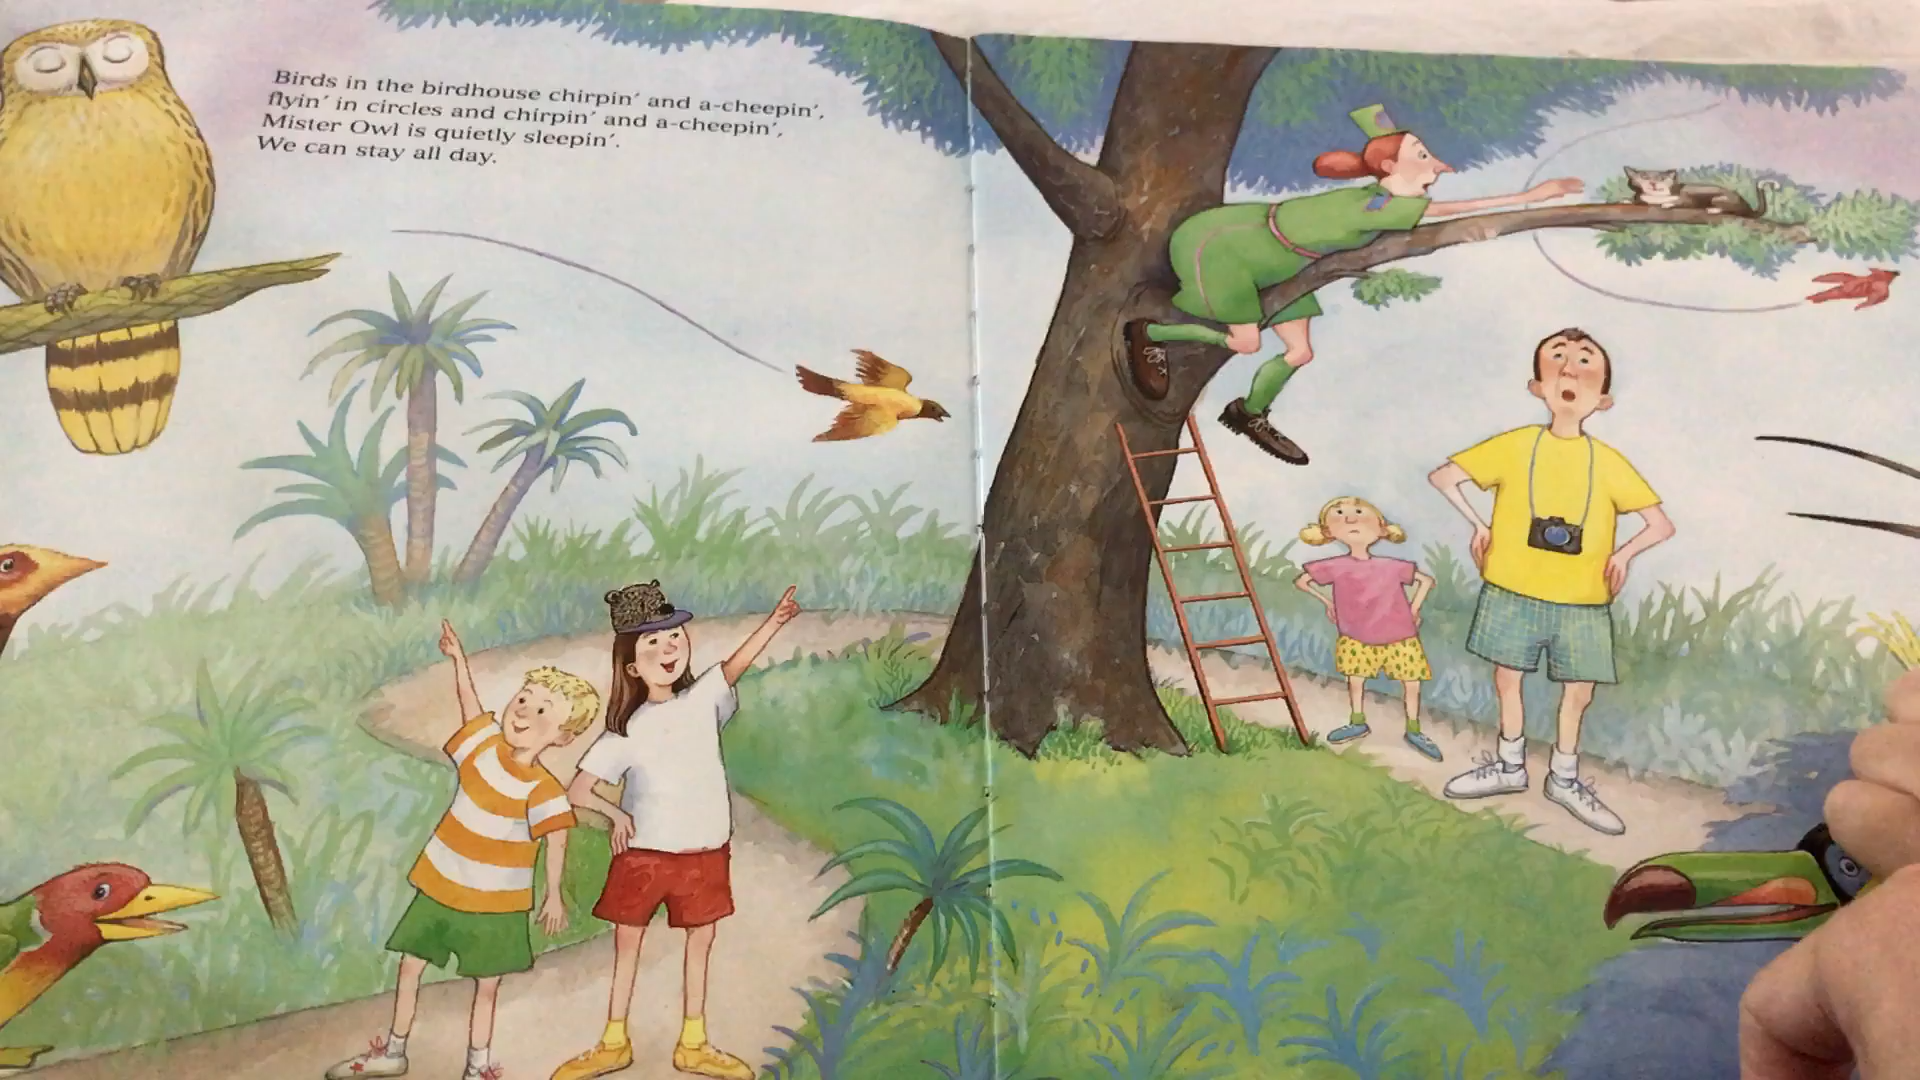 Birds in the birdhouse chirpin' and a-cheepin',
flyin' in circles and chirpin' and a-cheepin',
Mister Owl is quietly sleepin'.
We can stay all day.